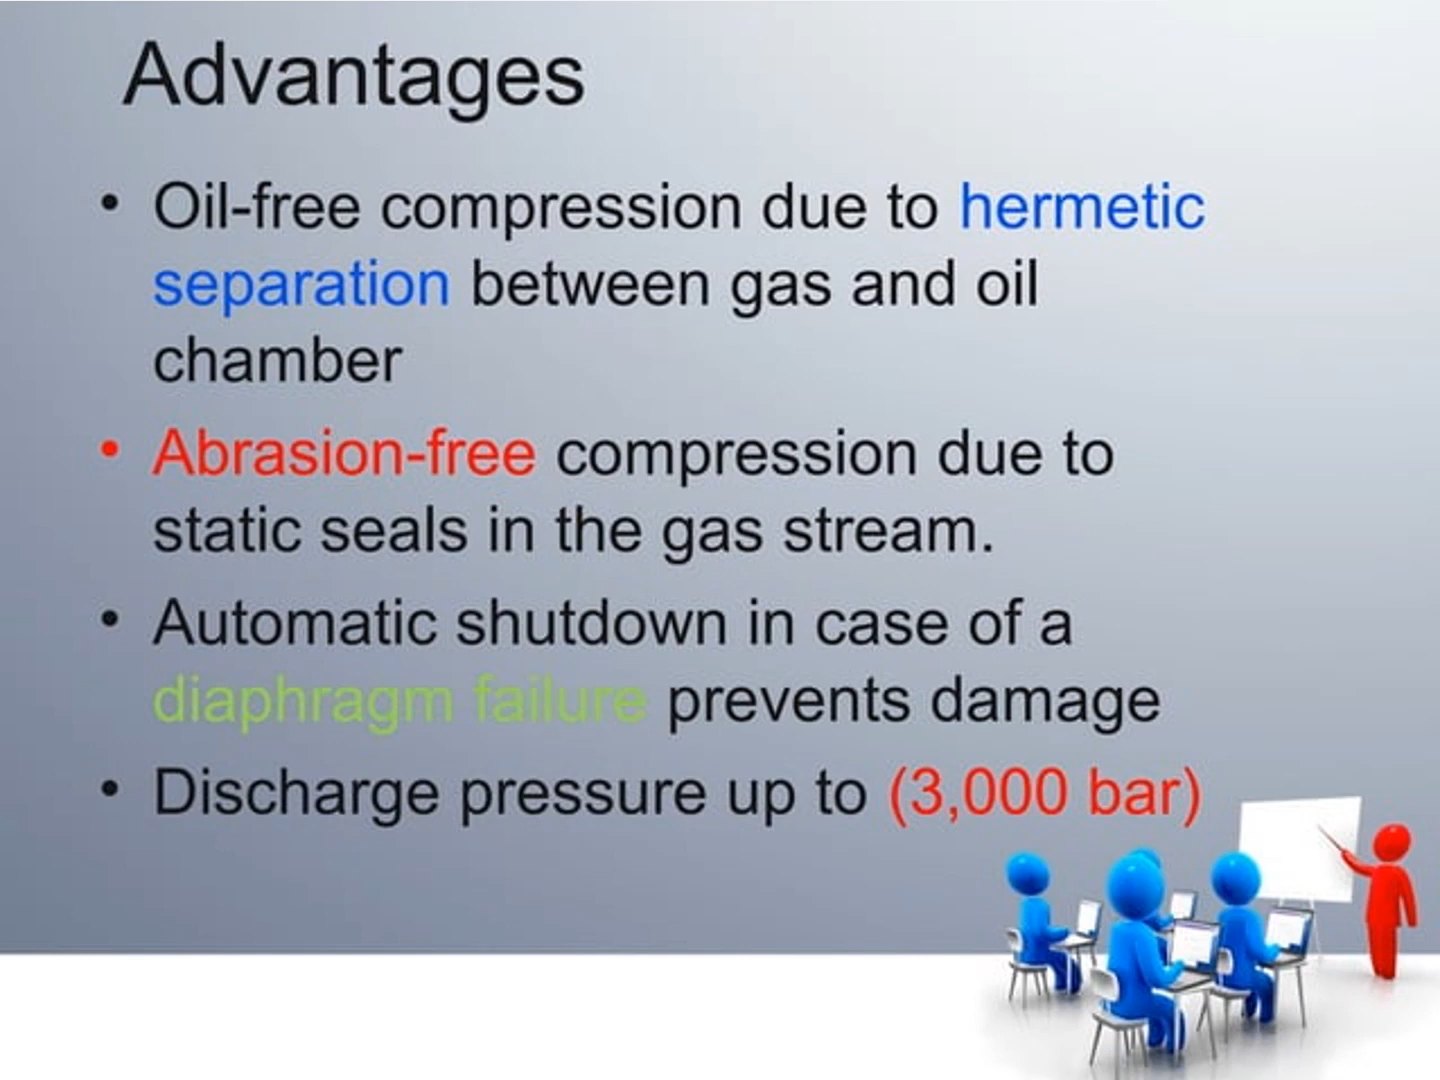 Advantages
• Oil-free compression due to hermetic
separation between gas and oil
chamber
• Abrasion-free compression due to
static seals in the gas stream.
• Automatic shutdown in case of a
diaphragm failure prevents damage
• Discharge pressure up to (3,000 bar)